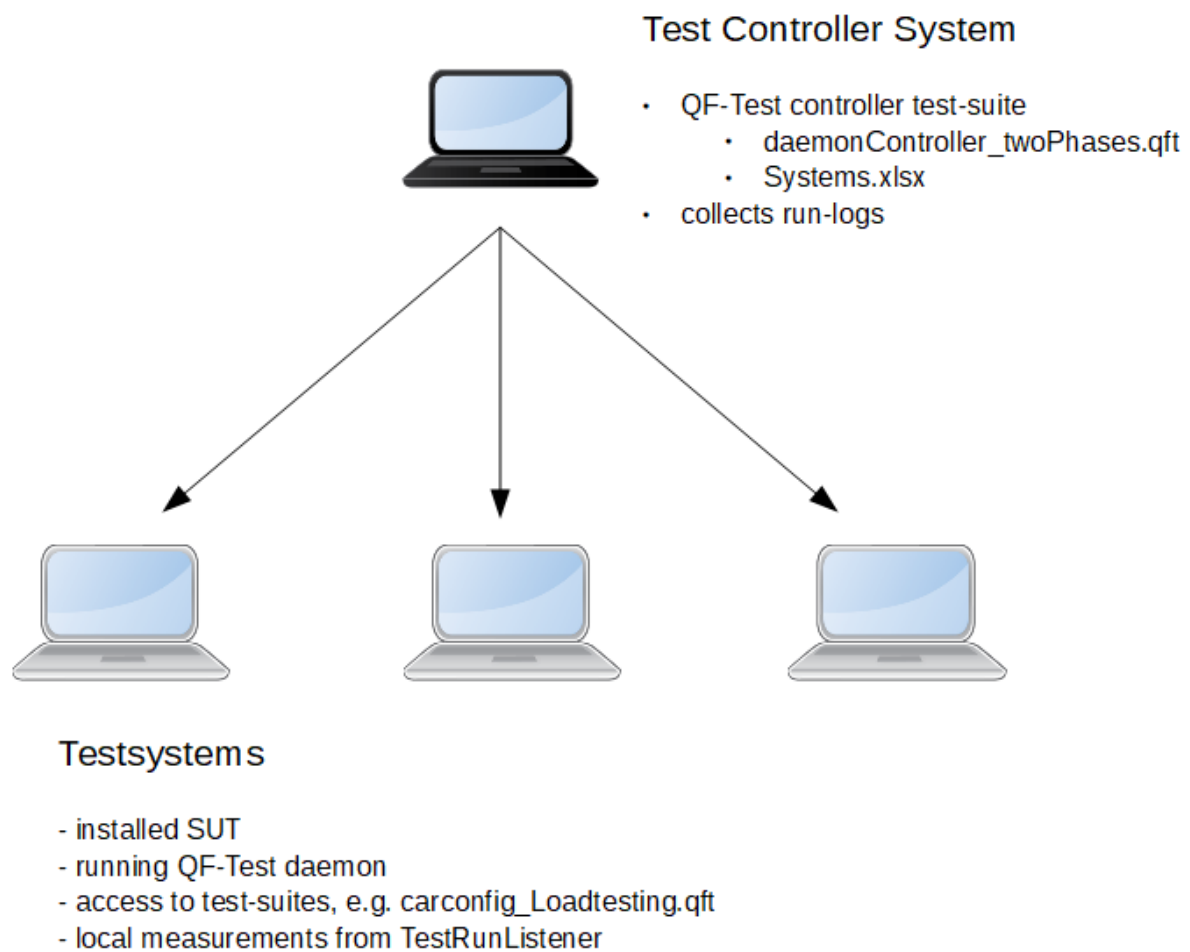 Test Controller System
• QF-Test controller test-suite
• daemonController_twoPhases.qft
• Systems.xlsx
• collects run-logs
Testsystems
- installed SUT
- running QF-Test daemon
- access to test-suites, e.g. carconfig_Loadtesting.qft
- local measurements from TestRunListener